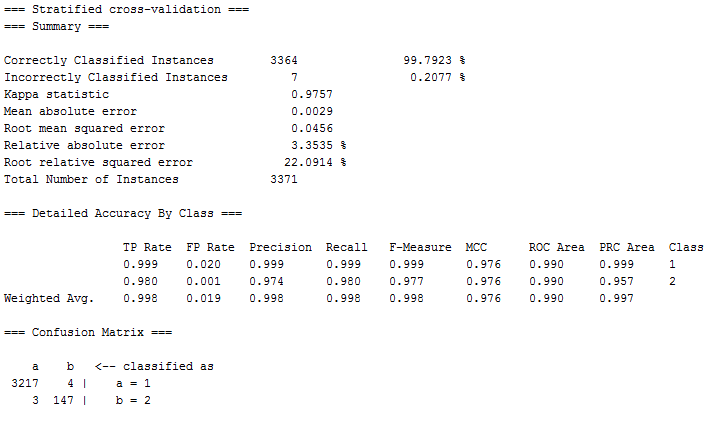 === Stratified cross-validation ===
=== Summary ===
Correctly Classified Instances 3364 99.7923 %
Incorrectly Classified Instances 7 0.2077 %
Kappa statistic 0.9757
Mean absolute error 0.0029
Root mean squared error 0.0456
Relative absolute error 3.3535 %
Root relative squared error 22.0914 %
Total Number of Instances 3371
=== Detailed Accuracy By Class ===
TP Rate FP Rate Precision Recall F-Measure MCC ROC Area PRC Area Class
0.999 0.020 0.999 0.999 0.999 0.976 0.990 0.999 1
0.980 0.001 0.974 0.980 0.977 0.976 0.990 0.957 2
Weighted Avg. 0.998 0.019 0.998 0.998 0.998 0.976 0.990 0.997
=== Confusion Matrix ===
a b <-- classified as
3217 4 | a = 1
3 147 | b = 2